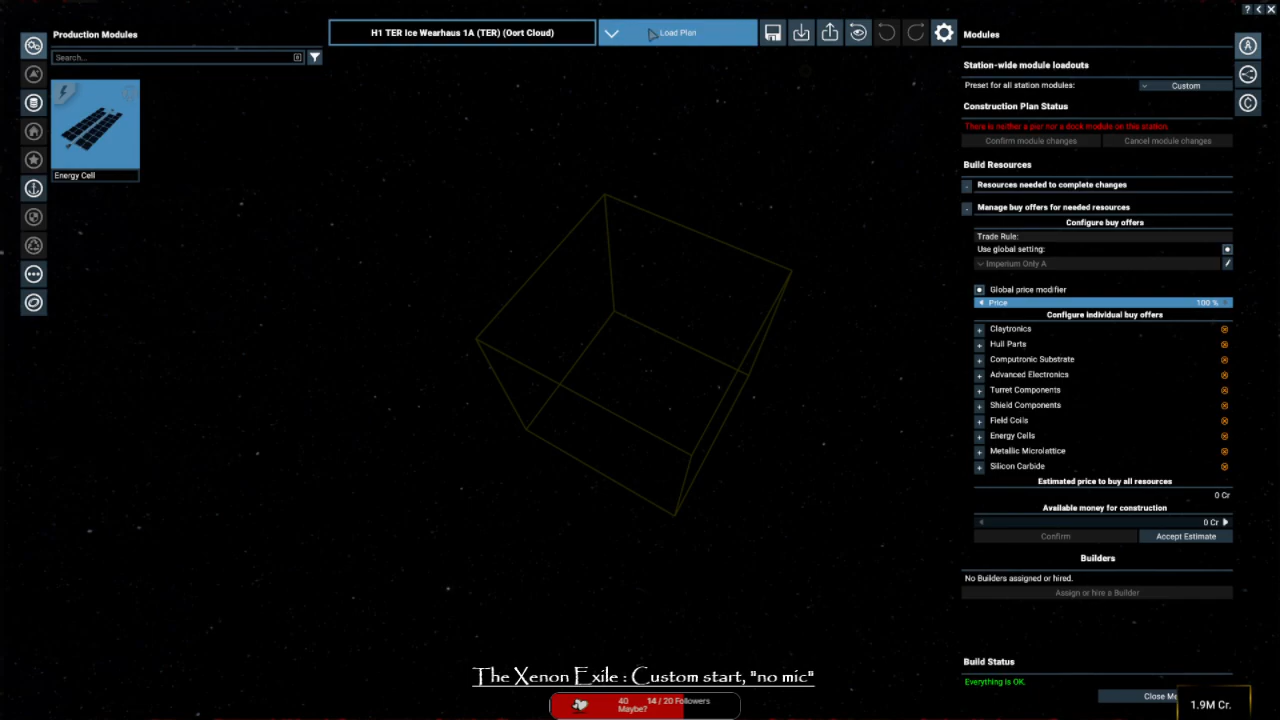 Production Modules
Search...
Energy Cell
H1 TER Ice Wearhaus 1A (TER) (Oort Cloud)
Load Plan
Modules
Station-wide module loadouts
Preset for all station modules:
Custom
Construction Plan Status
There is neither a pier nor a dock module on this station
Confirm module changes
Cancel module changes
Build Resources
Resources needed to complete changes
Manage buy offers for needed resources
Configure buy offers
Trade Rule:
Use global setting:
Imperium Only A
Global price modifier
Price
100 %
Configure individual buy offers
Claytronics
Hull Parts
Computronic Substrate
Advanced Electronics
Turret Components
Shield Components
Field Coils
Energy Cells
Metallic Microlattice
Silicon Carbide
Estimated price to buy all resources
0 Cr
Available money for construction
0 Cr
Confirm
Accept Estimate
Builders
No Builders assigned or hired.
Assign or hire a Builder
Build Status
Everything is OK.
Close Me
1.9M Cr.
The Xenon Exile : Custom start, "no mic"
40
14 / 20 Followers
Maybe?